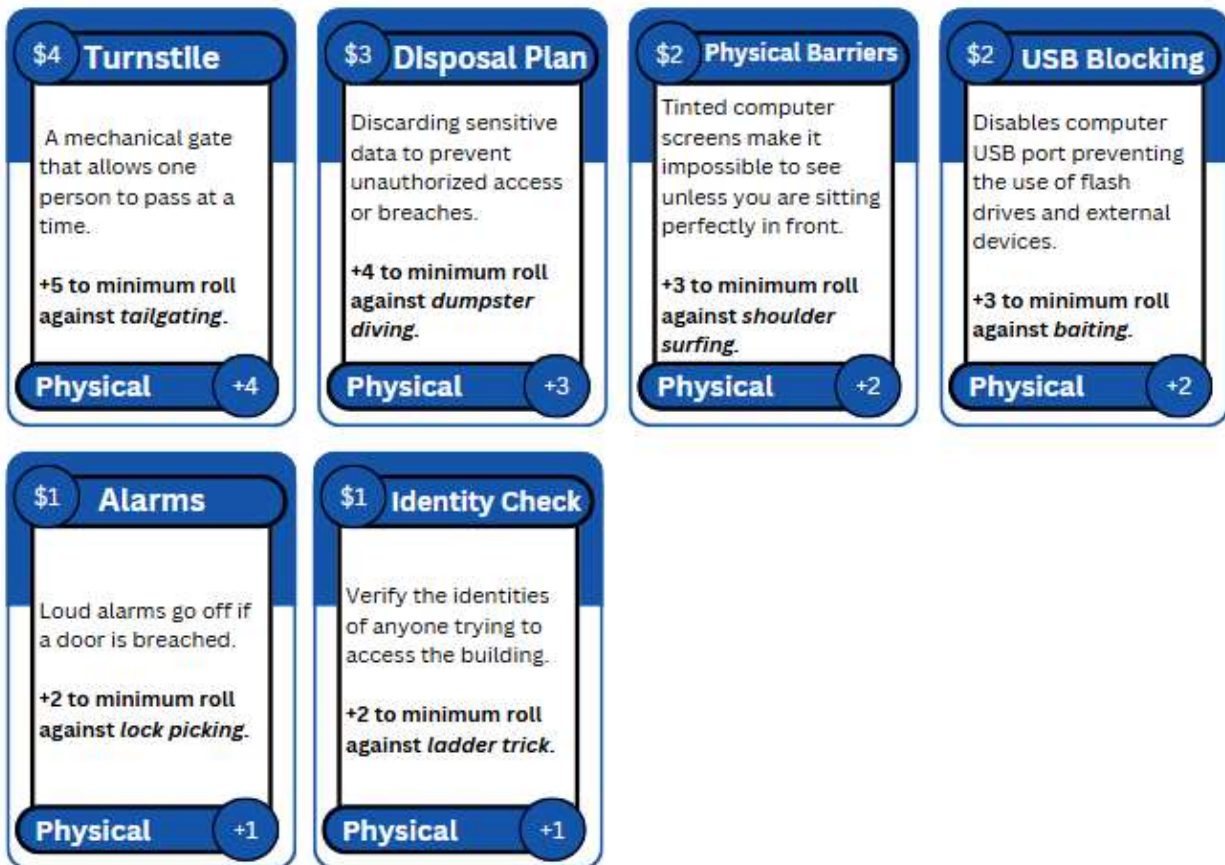 $4 Turnstile
A mechanical gate
that allows one
person to pass at a
time.
+5 to minimum roll
against tailgating.
Physical +4
$3 Disposal Plan
Discarding sensitive
data to prevent
unauthorized access
or breaches.
+4 to minimum roll
against dumpster
diving.
Physical +3
$2 Physical Barriers
Tinted computer
screens make it
impossible to see
unless you are sitting
perfectly in front.
+3 to minimum roll
against shoulder
surfing.
Physical +2
$2 USB Blocking
Disables computer
USB port preventing
the use of flash
drives and external
devices.
+3 to minimum roll
against baiting.
Physical +2
$1 Alarms
Loud alarms go off if
a door is breached.
+2 to minimum roll
against lock picking.
Physical +1
$1 Identity Check
Verify the identities
of anyone trying to
access the building.
+2 to minimum roll
against ladder trick.
Physical +1